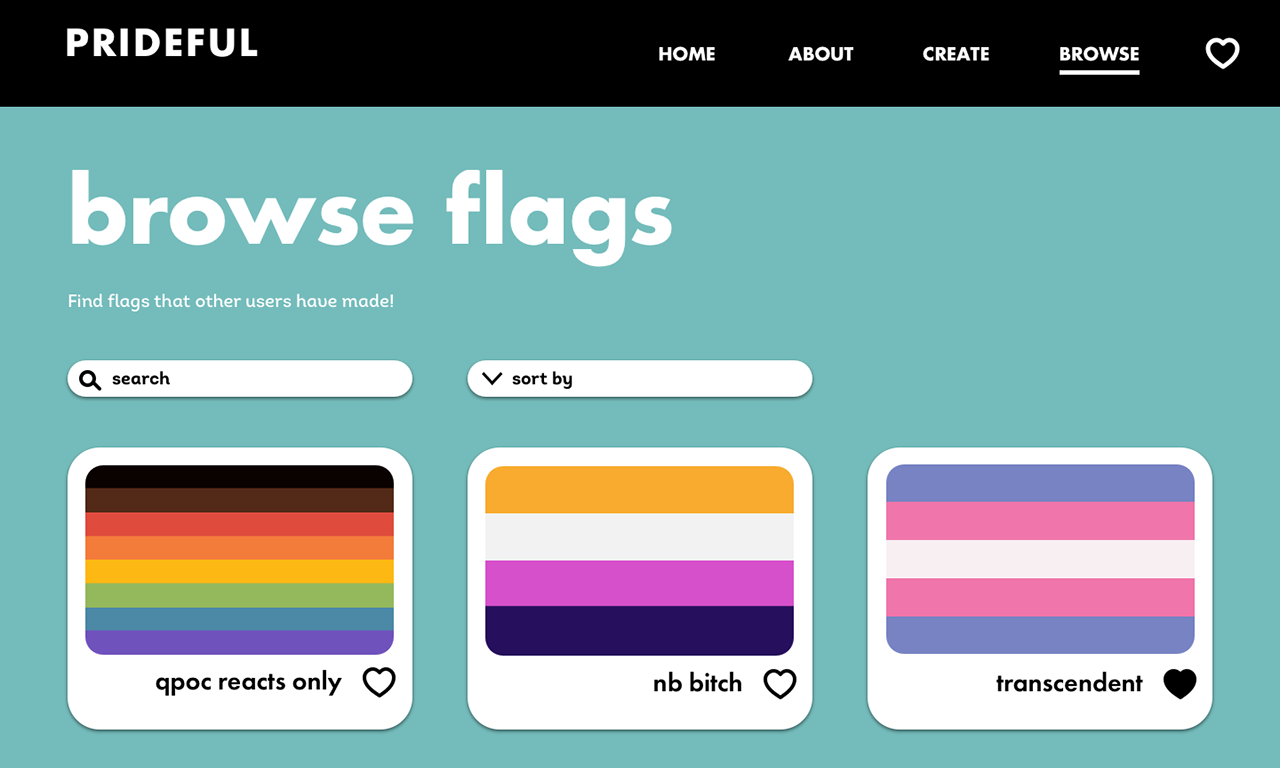 PRIDEFUL
HOME ABOUT CREATE BROWSE
browse flags
Find flags that other users have made!
search sort by
qpoc reacts only nb bitch transcendent